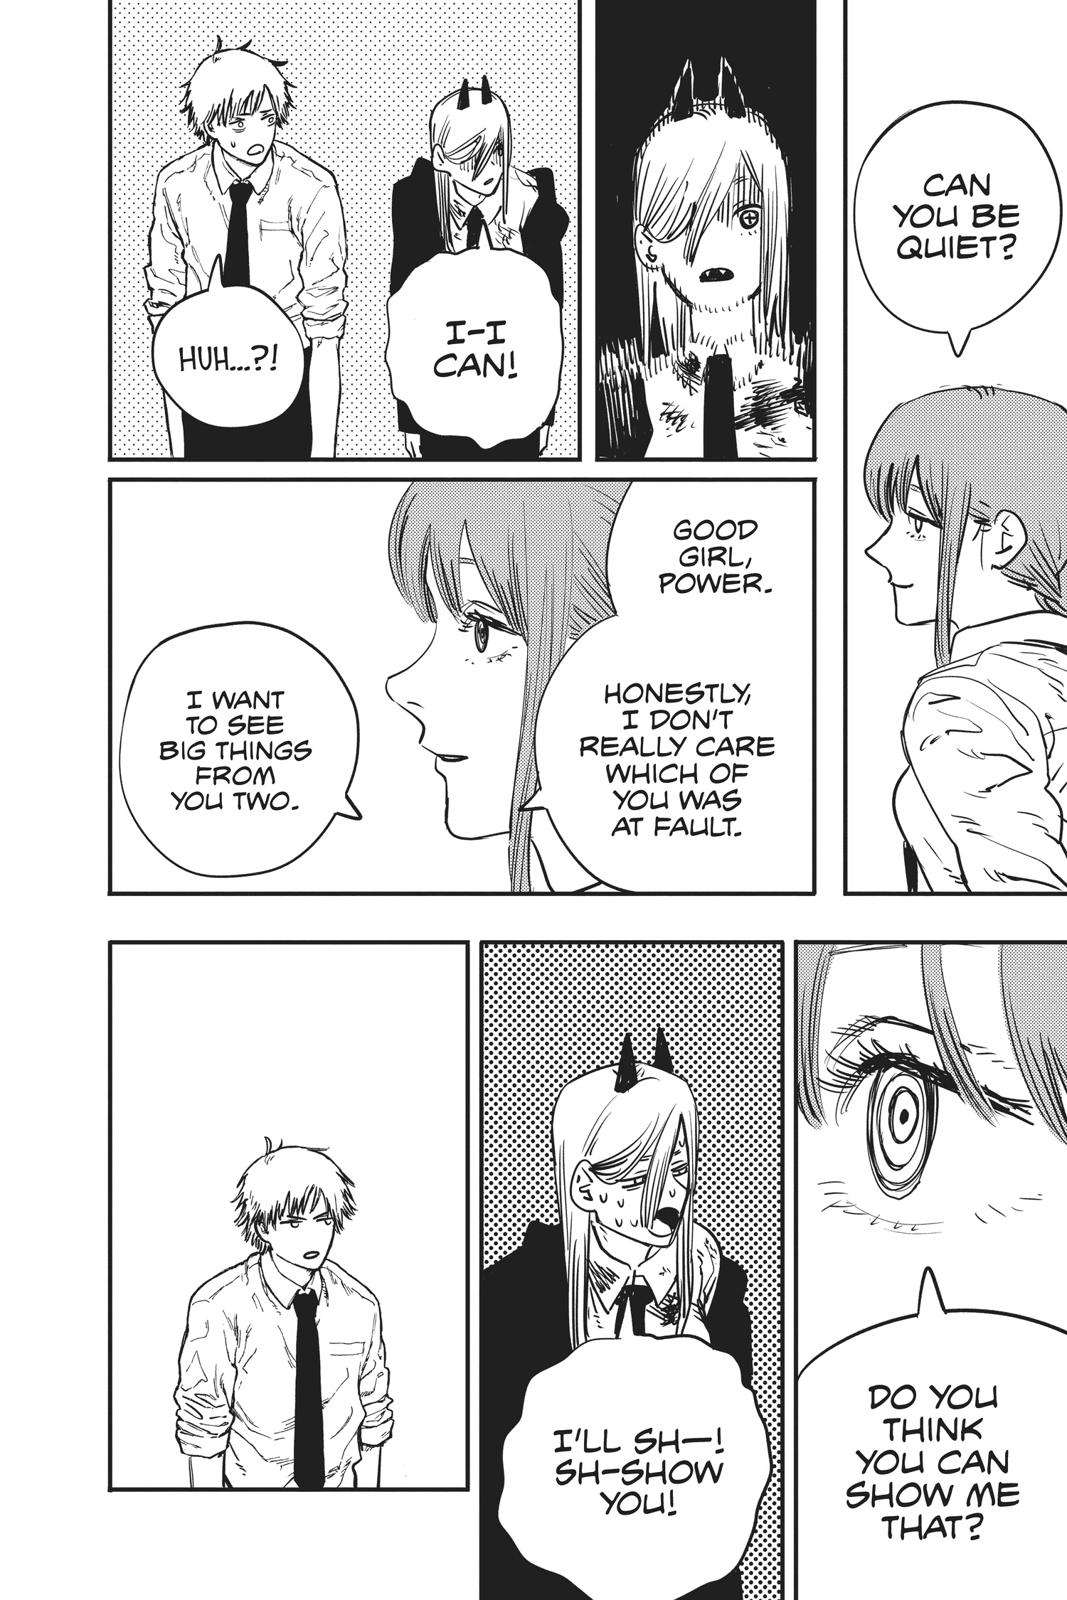 CAN
YOU BE
QUIET?
I-I
CAN!
HUH...?!
GOOD
GIRL,
POWER.
HONESTLY,
I DON'T
REALLY CARE
WHICH OF
YOU WAS
AT FAULT.
I WANT
TO SEE
BIG THINGS
FROM
YOU TWO.
DO YOU
THINK
YOU CAN
SHOW ME
THAT?
I'LL SH—!
SH-SHOW
YOU!